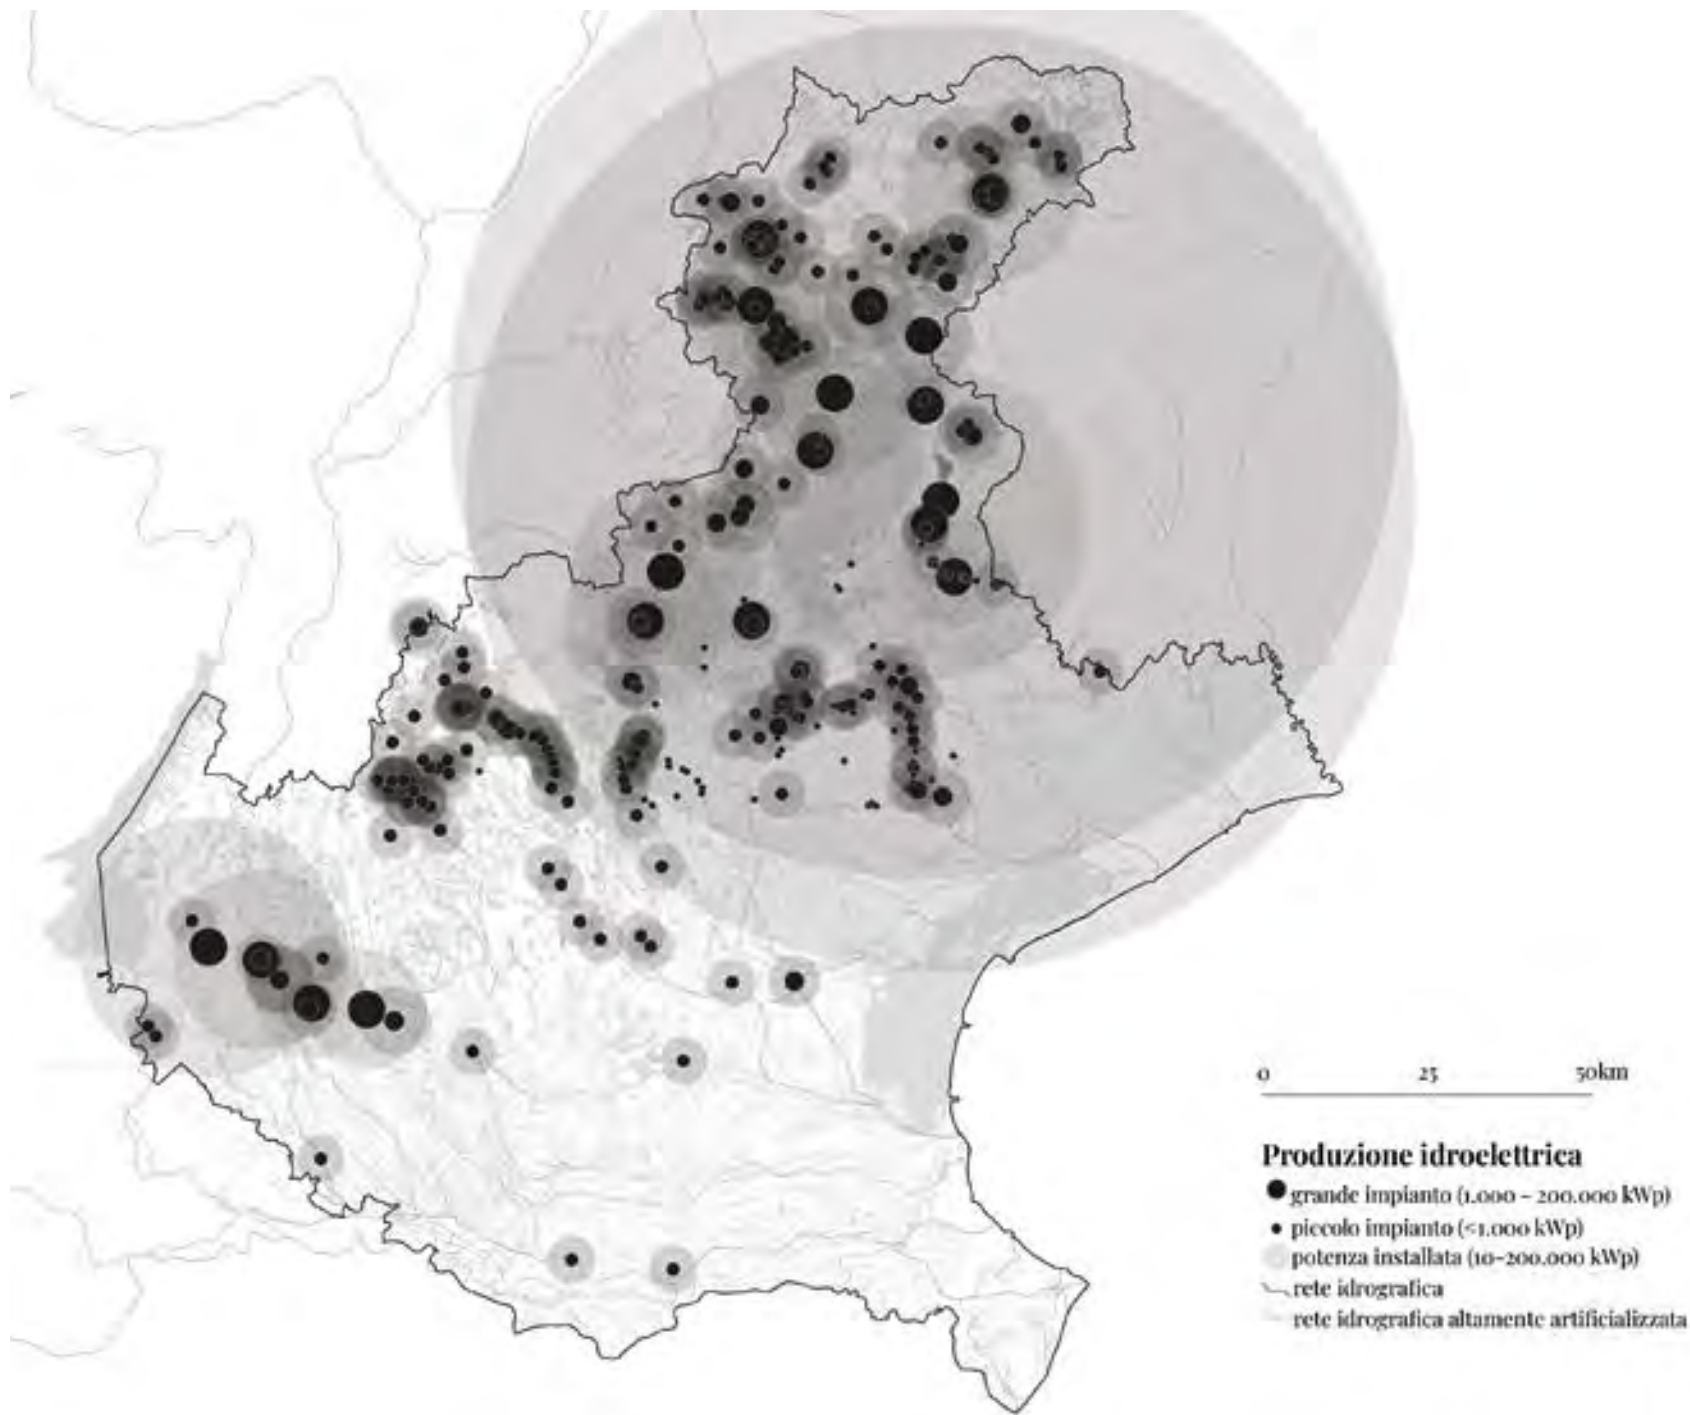 0 25 50km
Produzione idroelettrica
grande impianto (1.000 – 200.000 kWp)
piccolo impianto (<1.000 kWp)
potenza installata (10–200.000 kWp)
rete idrografica
rete idrografica altamente artificializzata